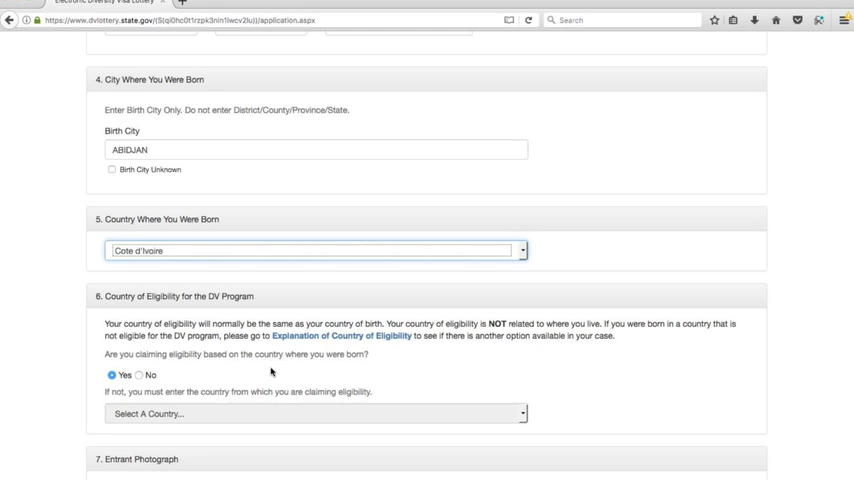 Electronic Diversity Visa Lottery
https://www.dvlottery.state.gov/(S(qi0hc0t1rzpk3nin1iwcv2lu))/application.aspx
Search
4. City Where You Were Born
Enter Birth City Only. Do not enter District/County/Province/State.
Birth City
ABIDJAN
Birth City Unknown
5. Country Where You Were Born
Cote d'Ivoire
6. Country of Eligibility for the DV Program
Your country of eligibility will normally be the same as your country of birth. Your country of eligibility is NOT related to where you live. If you were born in a country that is
not eligible for the DV program, please go to Explanation of Country of Eligibility to see if there is another option available in your case.
Are you claiming eligibility based on the country where you were born?
Yes No
If not, you must enter the country from which you are claiming eligibility.
Select A Country...
7. Entrant Photograph